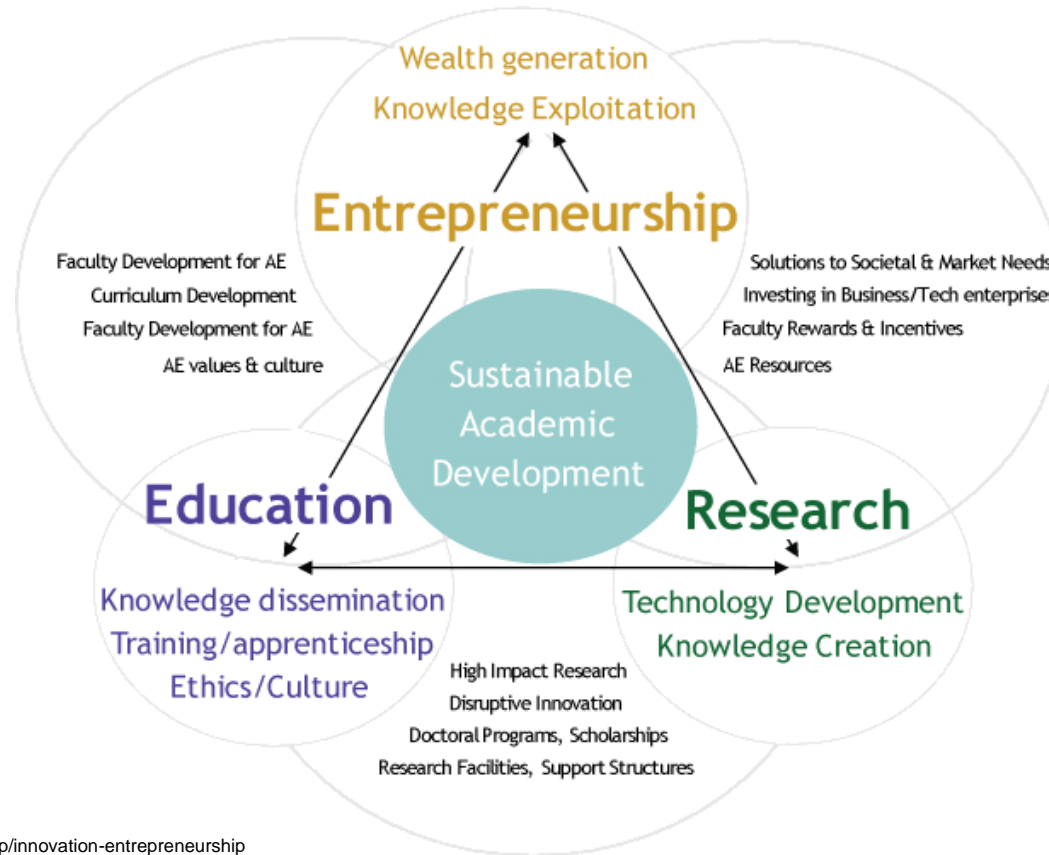 Wealth generation
Knowledge Exploitation
Entrepreneurship
Faculty Development for AE
Curriculum Development
Faculty Development for AE
AE values & culture
Solutions to Societal & Market Needs
Investing in Business/Tech enterprises
Faculty Rewards & Incentives
AE Resources
Sustainable
Academic
Development
Education
Knowledge dissemination
Training/apprenticeship
Ethics/Culture
Research
Technology Development
Knowledge Creation
High Impact Research
Disruptive Innovation
Doctoral Programs, Scholarships
Research Facilities, Support Structures
p/innovation-entrepreneurship